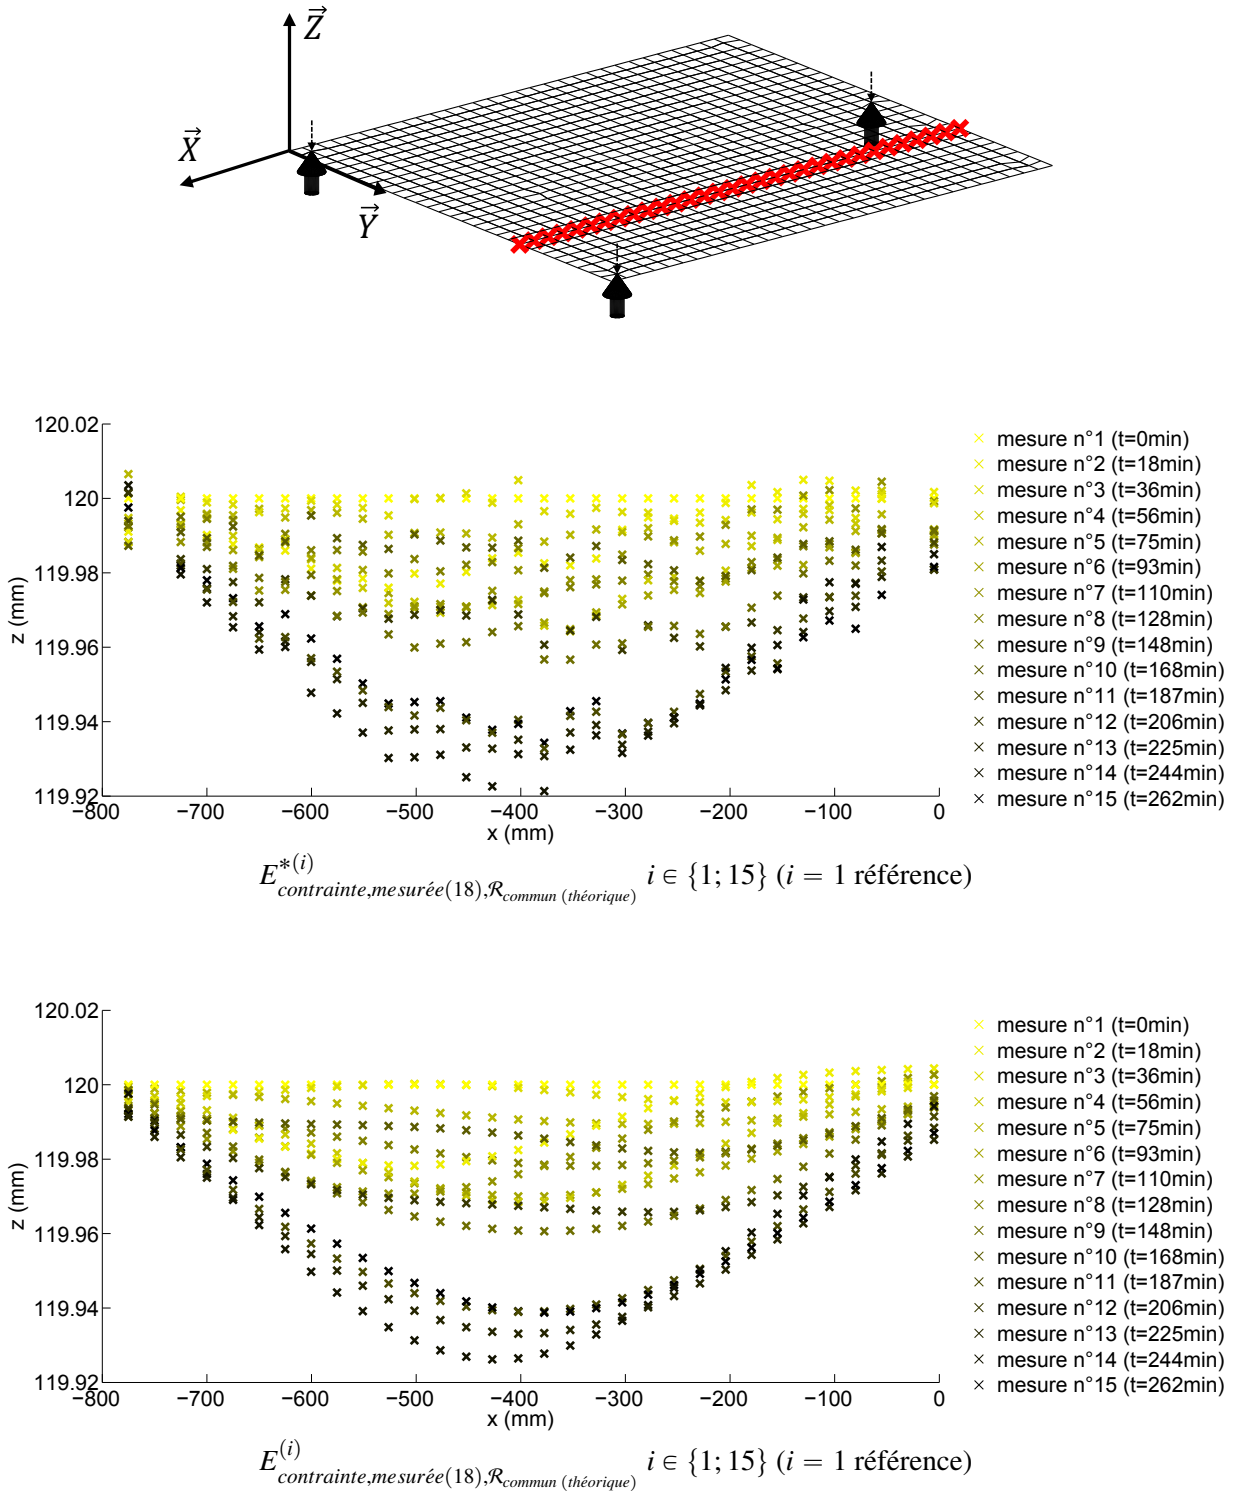 Z
X
Y
120.02
120
119.98
119.96
119.94
119.92
z (mm)
−800 −700 −600 −500 −400 −300 −200 −100 0
x (mm)
mesure n°1 (t=0min)
mesure n°2 (t=18min)
mesure n°3 (t=36min)
mesure n°4 (t=56min)
mesure n°5 (t=75min)
mesure n°6 (t=93min)
mesure n°7 (t=110min)
mesure n°8 (t=128min)
mesure n°9 (t=148min)
mesure n°10 (t=168min)
mesure n°11 (t=187min)
mesure n°12 (t=206min)
mesure n°13 (t=225min)
mesure n°14 (t=244min)
mesure n°15 (t=262min)
E*(i) contrainte,mesurée(18),R commun (théorique) i ∈ {1; 15} (i = 1 référence)
120.02
120
119.98
119.96
119.94
119.92
z (mm)
−800 −700 −600 −500 −400 −300 −200 −100 0
x (mm)
mesure n°1 (t=0min)
mesure n°2 (t=18min)
mesure n°3 (t=36min)
mesure n°4 (t=56min)
mesure n°5 (t=75min)
mesure n°6 (t=93min)
mesure n°7 (t=110min)
mesure n°8 (t=128min)
mesure n°9 (t=148min)
mesure n°10 (t=168min)
mesure n°11 (t=187min)
mesure n°12 (t=206min)
mesure n°13 (t=225min)
mesure n°14 (t=244min)
mesure n°15 (t=262min)
E(i) contrainte,mesurée(18),R commun (théorique) i ∈ {1; 15} (i = 1 référence)